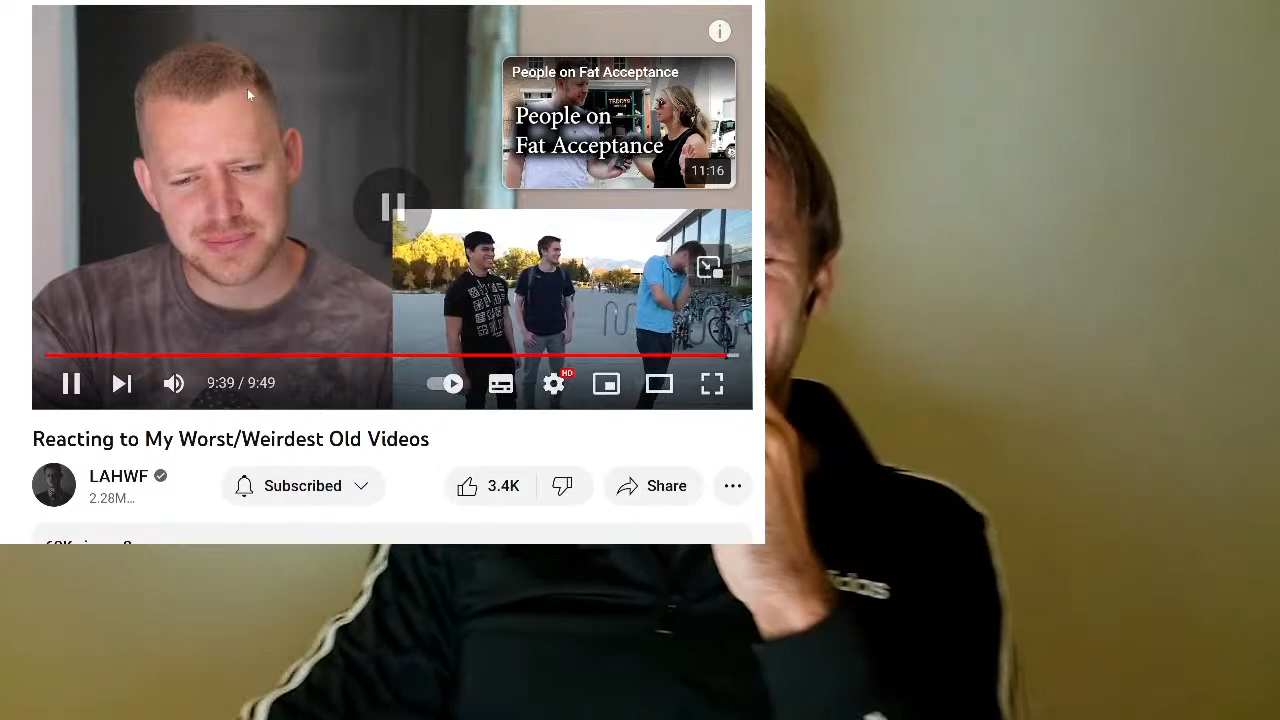 People on Fat Acceptance
People on
Fat Acceptance
11:16
9:39 / 9:49
HD
Reacting to My Worst/Weirdest Old Videos
LAHWF
2.28M...
Subscribed
3.4K
Share